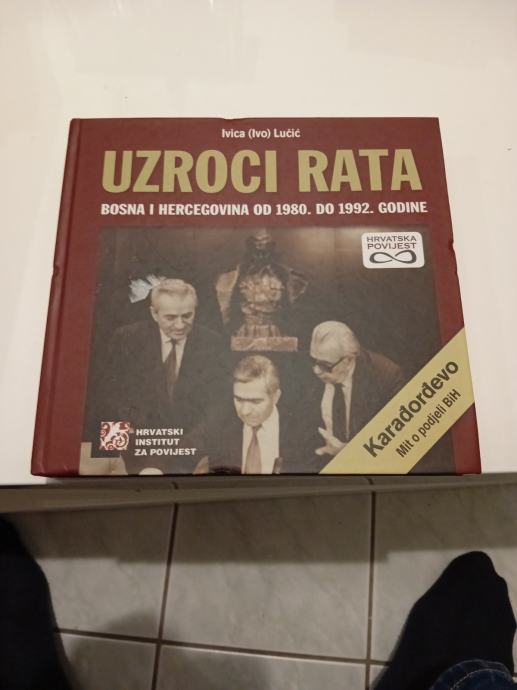 Ivica (Ivo) Lučić
UZROCI RATA
BOSNA I HERCEGOVINA OD 1980. DO 1992. GODINE
HRVATSKA
POVIJEST
Karađorđevo
Mit o podjeli BiH
HRVATSKI
INSTITUT
ZA POVIJEST